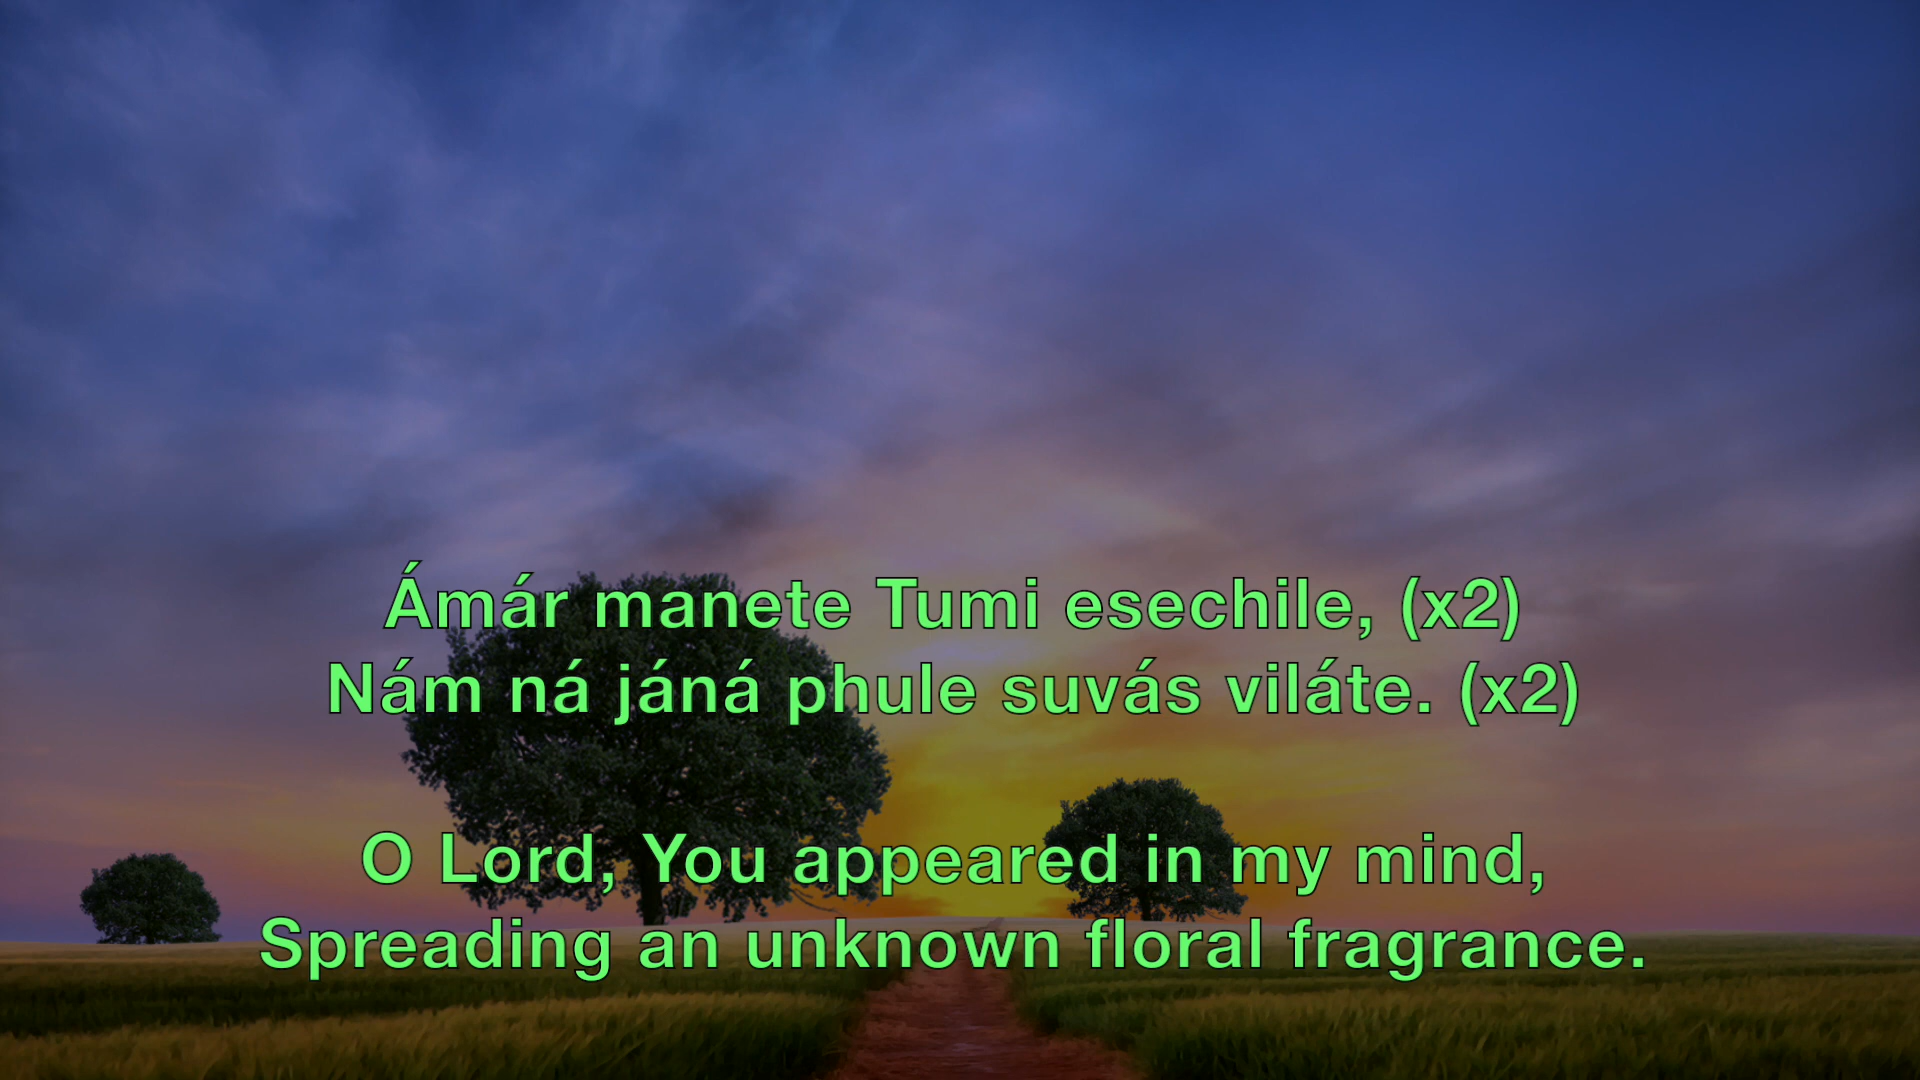 Ámár manete Tumi esechile, (x2)
Nám ná jáná phule suvás viláte. (x2)
O Lord, You appeared in my mind,
Spreading an unknown floral fragrance.